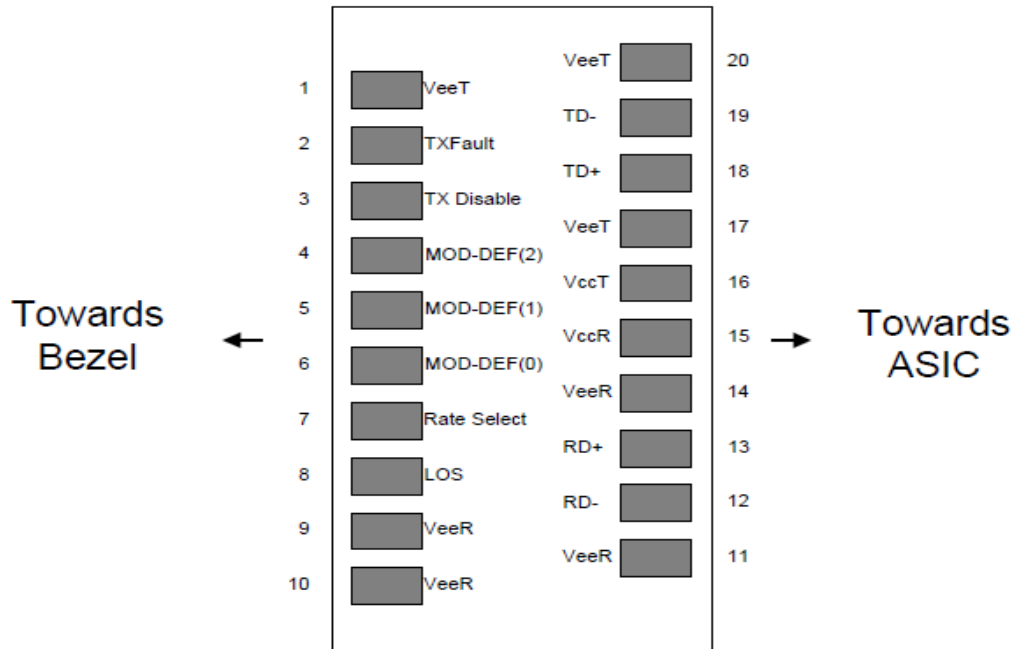 VeeT 20
1 VeeT
TD- 19
2 TXFault
TD+ 18
3 TX Disable
VeeT 17
4 MOD-DEF(2)
VccT 16
5 MOD-DEF(1)
Towards
Bezel
VccR 15
Towards
ASIC
6 MOD-DEF(0)
VeeR 14
7 Rate Select
RD+ 13
8 LOS
RD- 12
9 VeeR
VeeR 11
10 VeeR